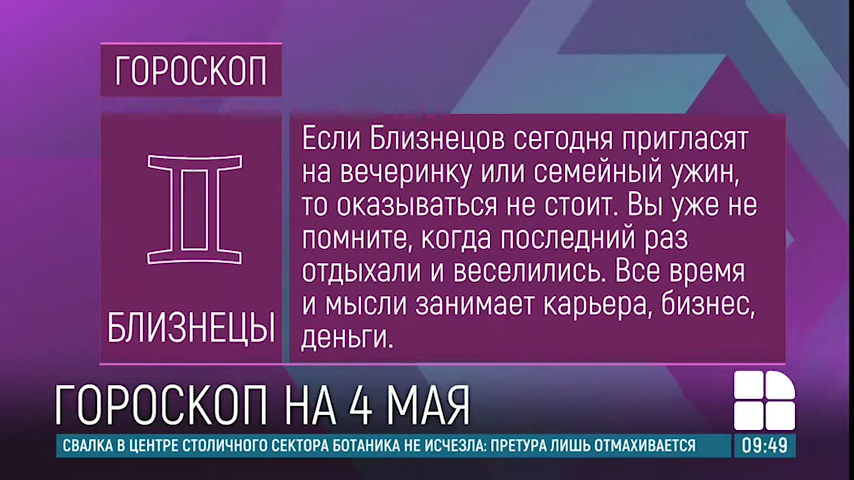 ГОРОСКОП
БЛИЗНЕЦЫ
Если Близнецов сегодня пригласят
на вечеринку или семейный ужин,
то оказываться не стоит. Вы уже не
помните, когда последний раз
отдыхали и веселились. Все время
и мысли занимает карьера, бизнес,
деньги.
ГОРОСКОП НА 4 МАЯ
СВАЛКА В ЦЕНТРЕ СТОЛИЧНОГО СЕКТОРА БОТАНИКА НЕ ИСЧЕЗЛА: ПРЕТУРА ЛИШЬ ОТМАХИВАЕТСЯ
09:49